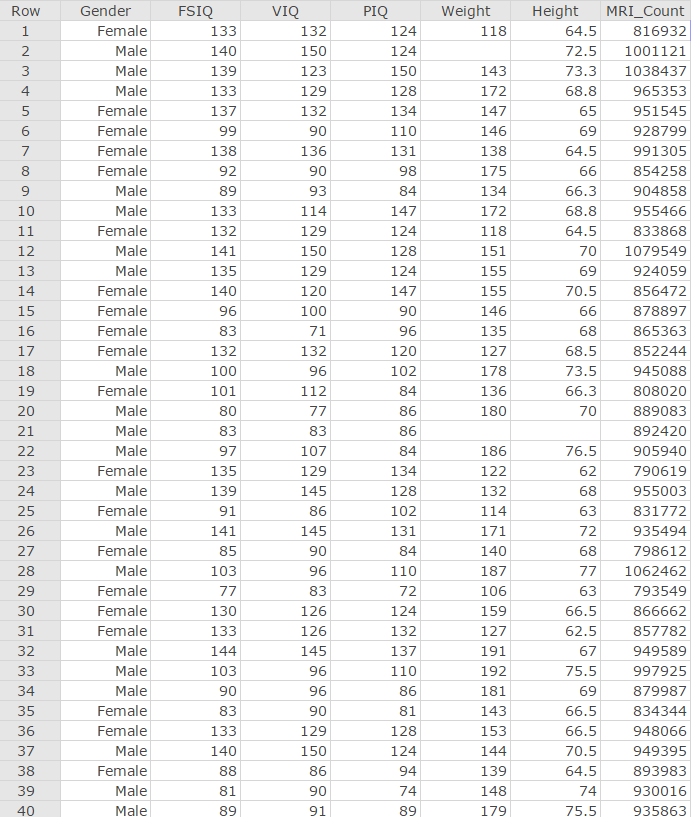 Row Gender FSIQ VIQ PIQ Weight Height MRI_Count
1 Female 133 132 124 118 64.5 816932
2 Male 140 150 124 72.5 1001121
3 Male 139 123 150 143 73.3 1038437
4 Male 133 129 128 172 68.8 965353
5 Female 137 132 134 147 65 951545
6 Female 99 90 110 146 69 928799
7 Female 138 136 131 138 64.5 991305
8 Female 92 90 98 175 66 854258
9 Male 89 93 84 134 66.3 904858
10 Male 133 114 147 172 68.8 955466
11 Female 132 129 124 118 64.5 833868
12 Male 141 150 128 151 70 1079549
13 Male 135 129 124 155 69 924059
14 Female 140 120 147 155 70.5 856472
15 Female 96 100 90 146 66 878897
16 Female 83 71 96 135 68 865363
17 Female 132 132 120 127 68.5 852244
18 Male 100 96 102 178 73.5 945088
19 Female 101 112 84 136 66.3 808020
20 Male 80 77 86 180 70 889083
21 Male 83 83 86 892420
22 Male 97 107 84 186 76.5 905940
23 Female 135 129 134 122 62 790619
24 Male 139 145 128 132 68 955003
25 Female 91 86 102 114 63 831772
26 Male 141 145 131 171 72 935494
27 Female 85 90 84 140 68 798612
28 Male 103 96 110 187 77 1062462
29 Female 77 83 72 106 63 793549
30 Female 130 126 124 159 66.5 866662
31 Female 133 126 132 127 62.5 857782
32 Male 144 145 137 191 67 949589
33 Male 103 96 110 192 75.5 997925
34 Male 90 96 86 181 69 879987
35 Female 83 90 81 143 66.5 834344
36 Female 133 129 128 153 66.5 948066
37 Male 140 150 124 144 70.5 949395
38 Female 88 86 94 139 64.5 893983
39 Male 81 90 74 148 74 930016
40 Male 89 91 89 179 75.5 935863